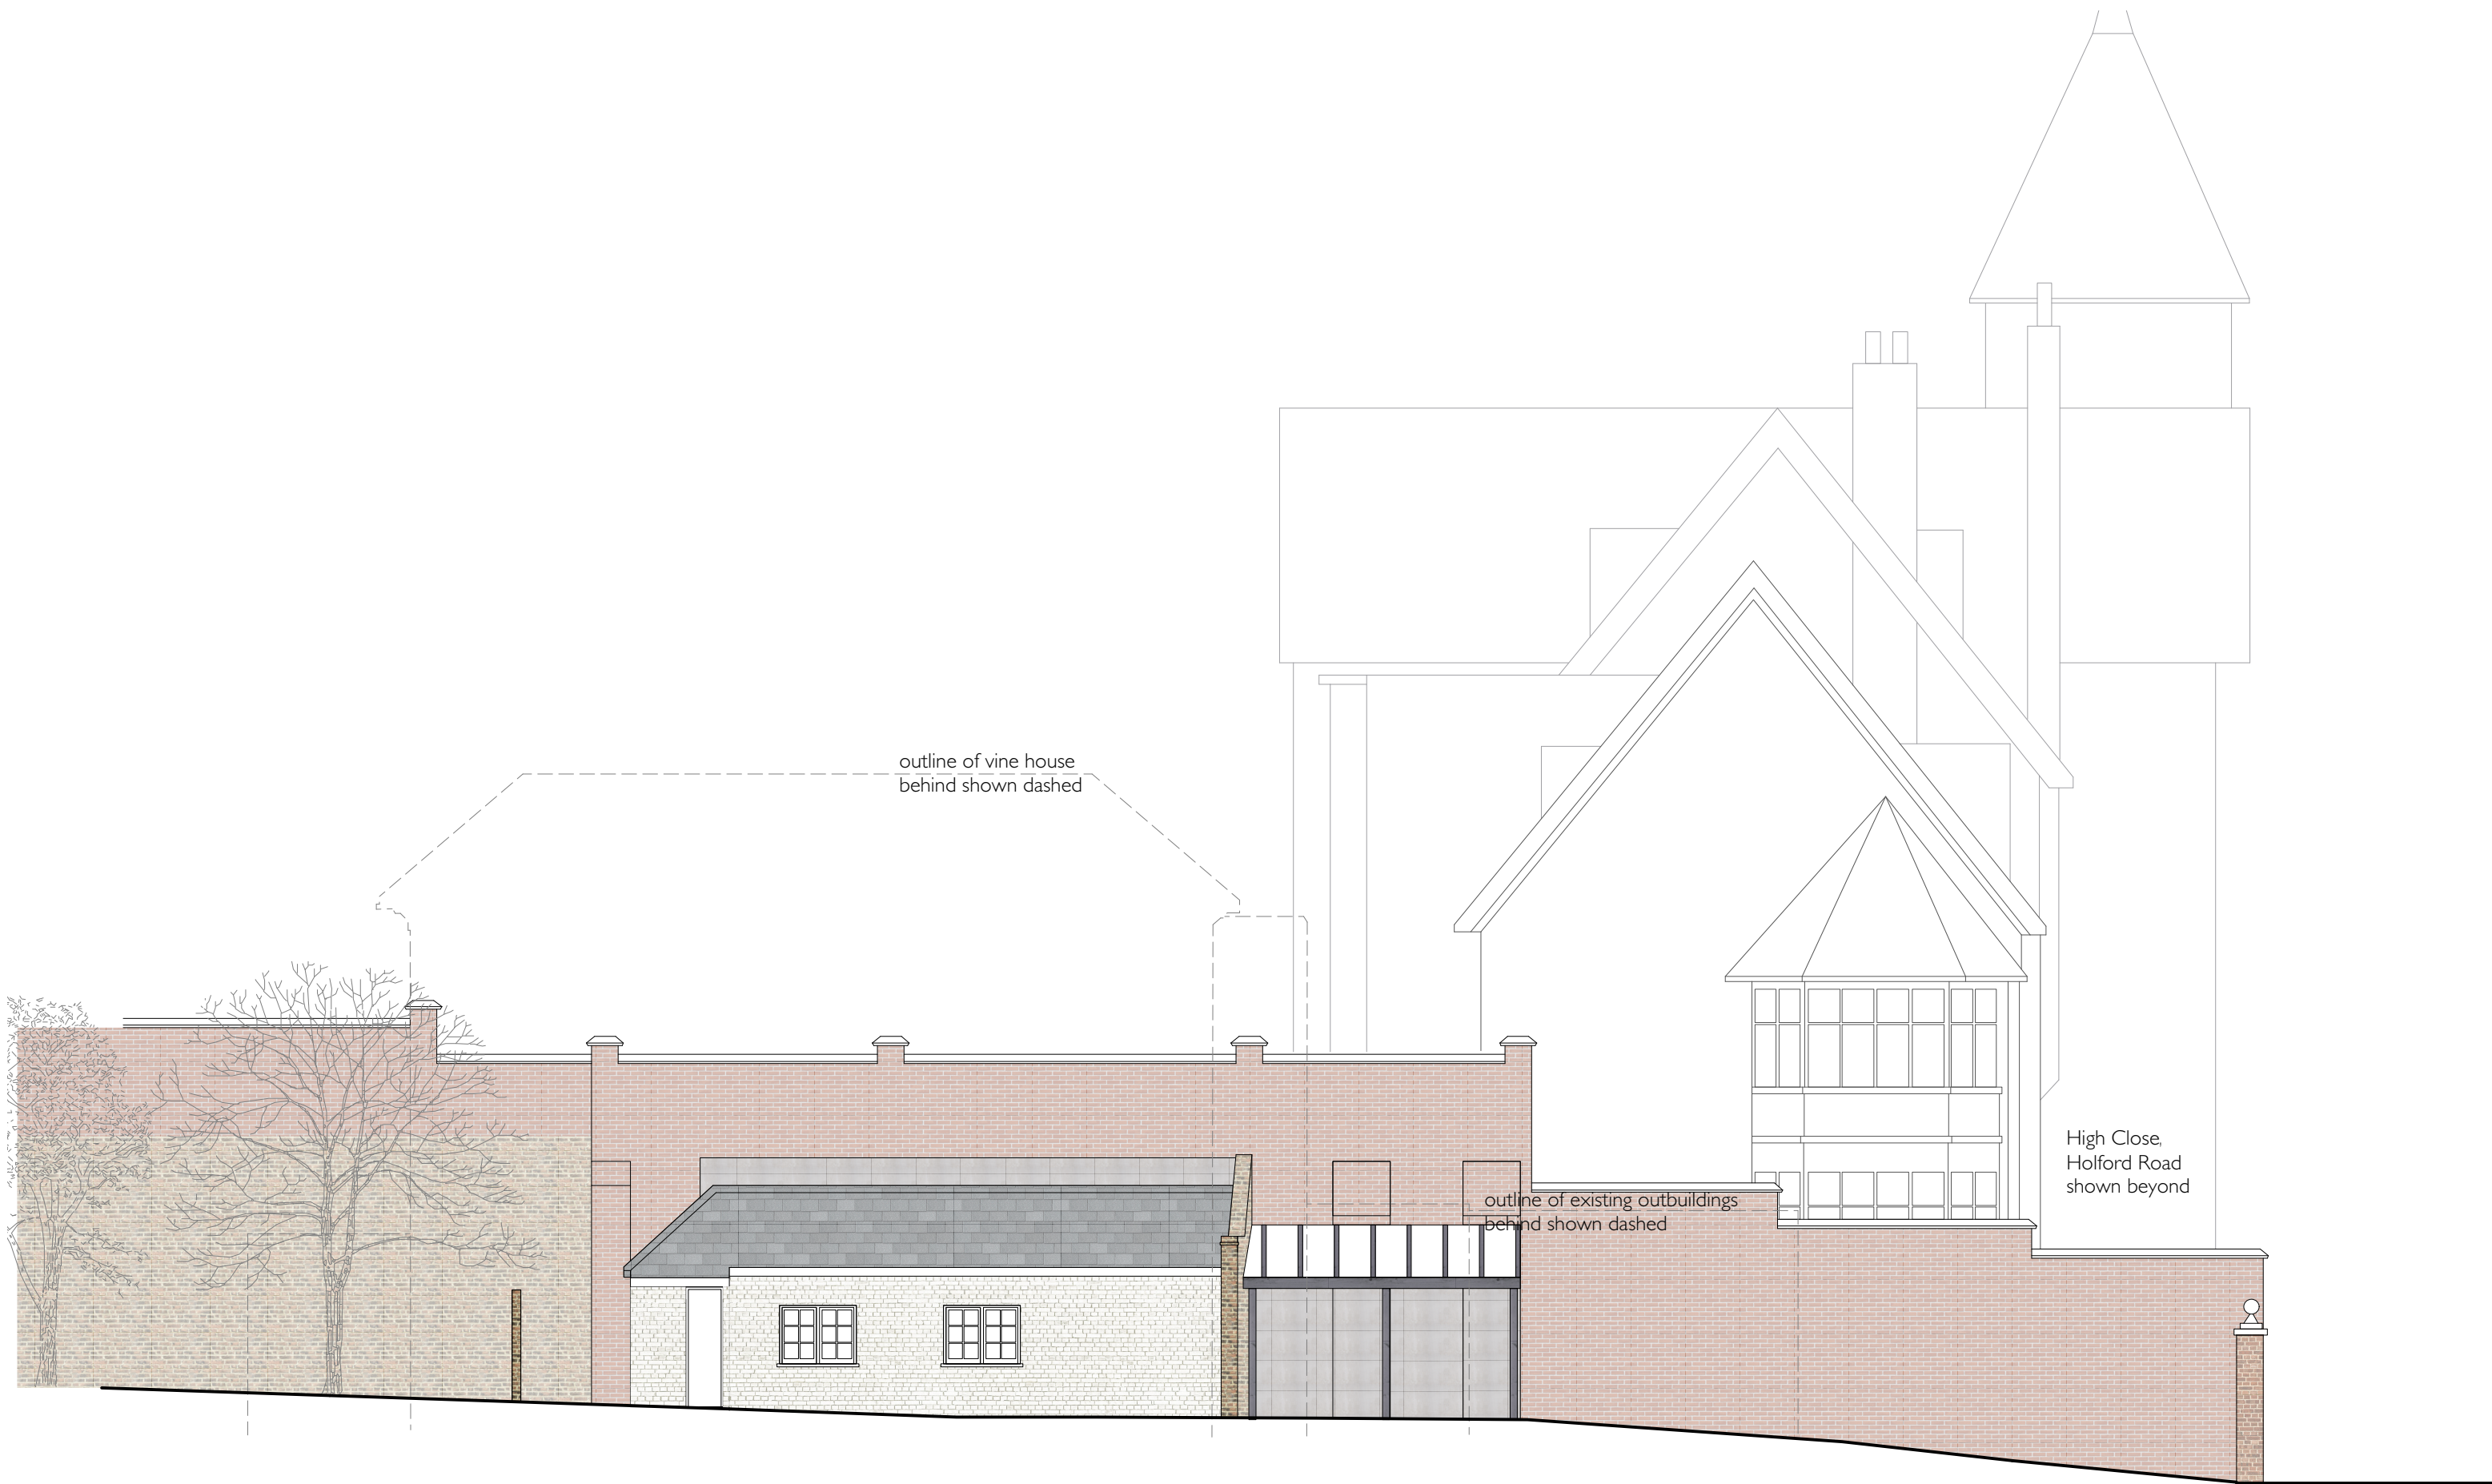 outline of vine house
behind shown dashed
High Close,
Holford Road
shown beyond
outline of existing outbuildings
behind shown dashed